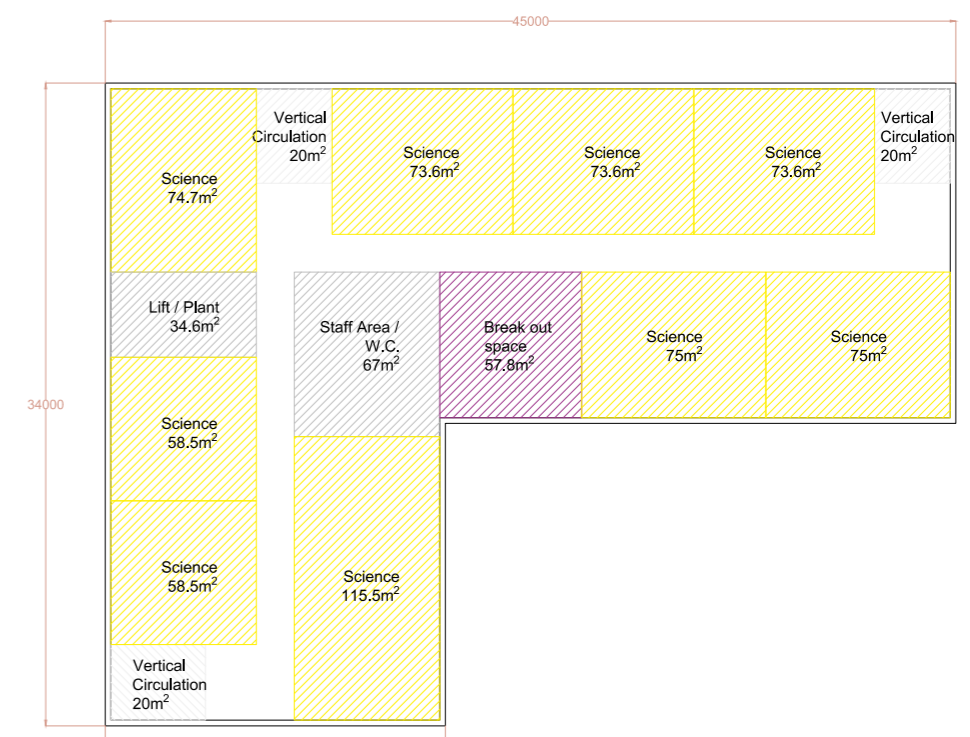 45000
Vertical
Circulation
20m²
Science
73.6m²
Science
73.6m²
Science
73.6m²
Vertical
Circulation
20m²
Science
74.7m²
Lift / Plant
34.6m²
Staff Area /
W.C.
67m²
Break out
space
57.8m²
Science
75m²
Science
75m²
34000
Science
58.5m²
Science
58.5m²
Science
115.5m²
Vertical
Circulation
20m²